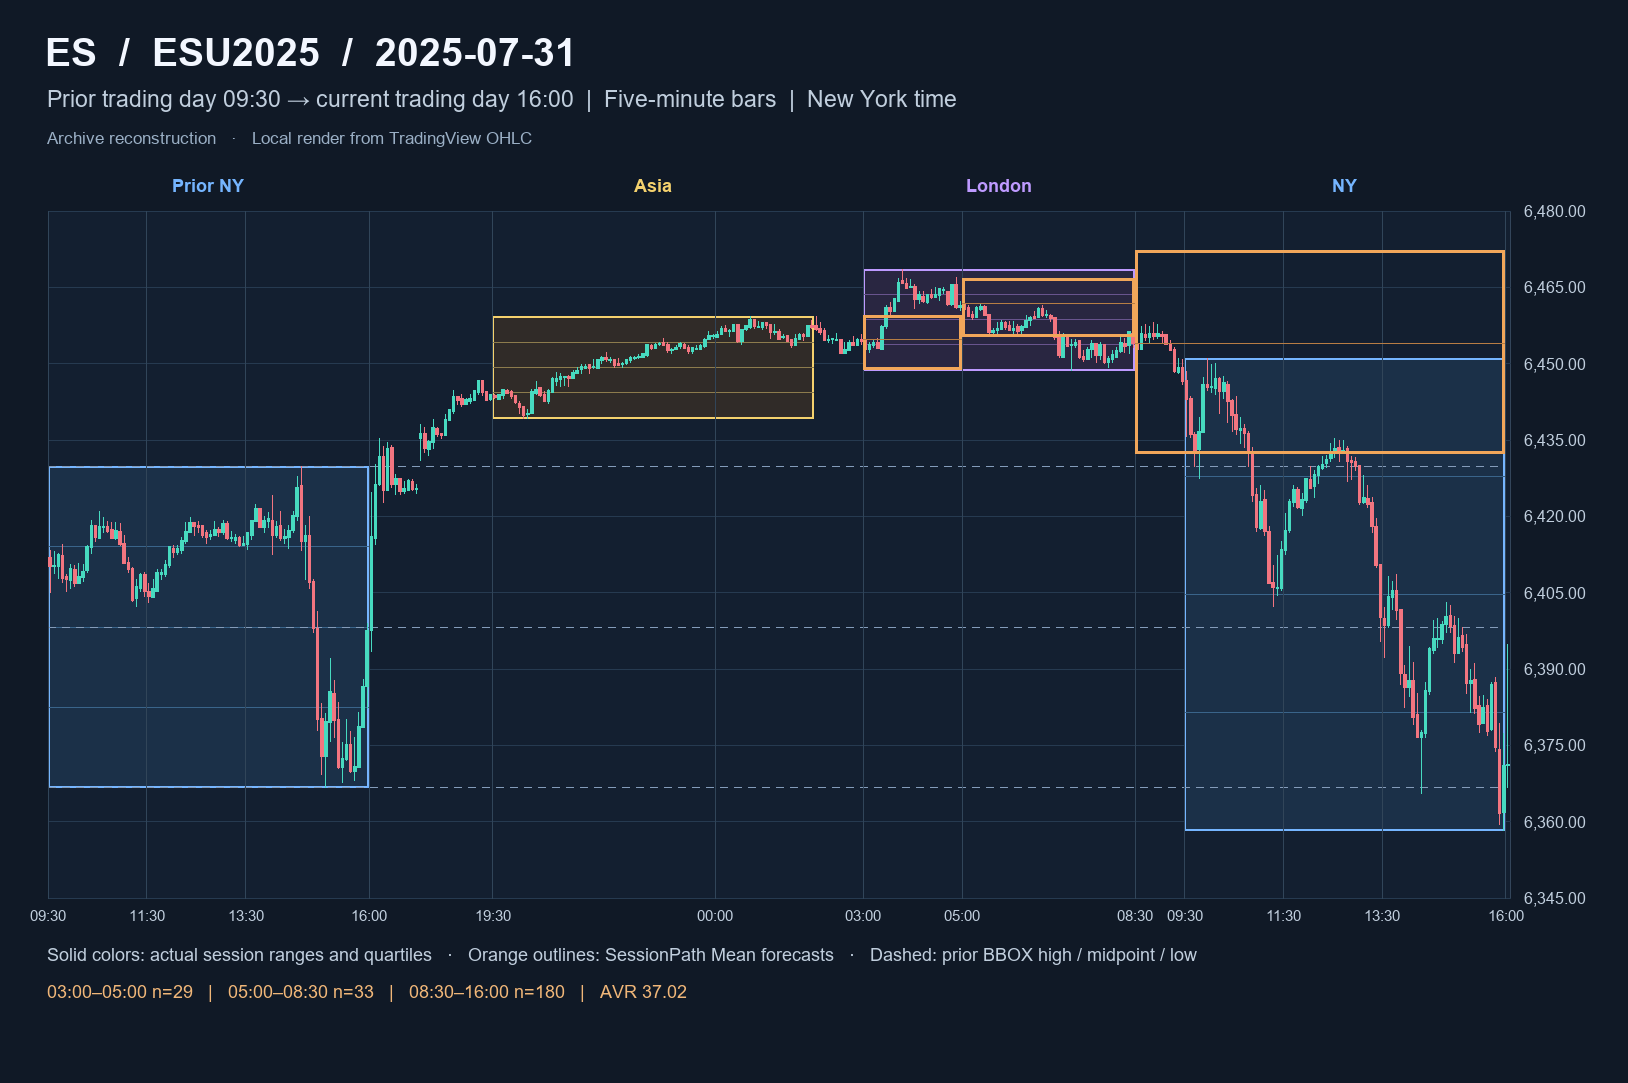 ES / ESU2025 / 2025-07-31
Prior trading day 09:30 → current trading day 16:00 | Five-minute bars | New York time
Archive reconstruction · Local render from TradingView OHLC
Prior NY Asia London NY
6,480.00
6,465.00
6,450.00
6,435.00
6,420.00
6,405.00
6,390.00
6,375.00
6,360.00
6,345.00
09:30 11:30 13:30 16:00 19:30 00:00 03:00 05:00 08:30 09:30 11:30 13:30 16:00
Solid colors: actual session ranges and quartiles · Orange outlines: SessionPath Mean forecasts · Dashed: prior BBOX high / midpoint / low
03:00–05:00 n=29 | 05:00–08:30 n=33 | 08:30–16:00 n=180 | AVR 37.02